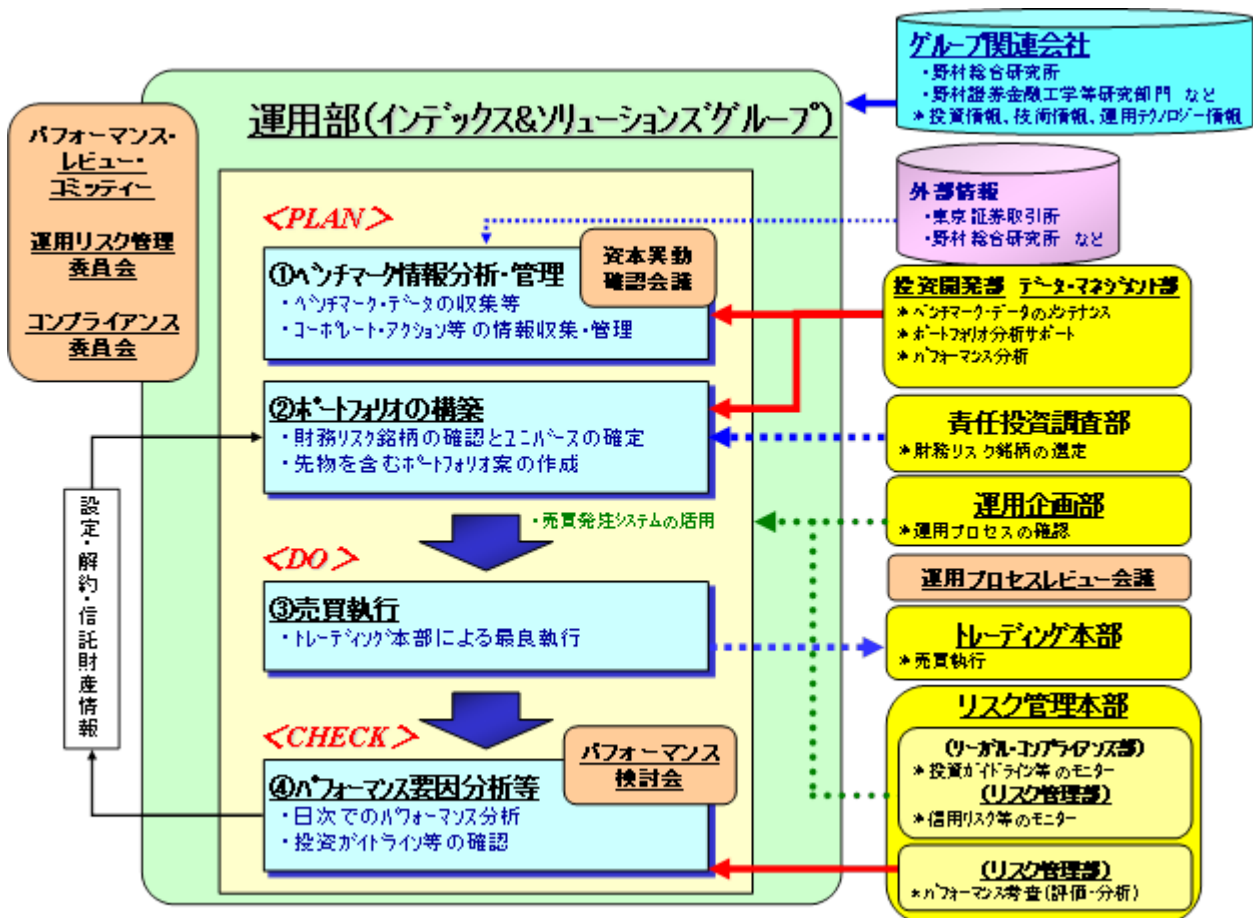 グループ関連会社
・野村総合研究所
・野村證券金融工学等研究部門 など
＊投資情報、技術情報、運用テクノロジー情報
運用部(インデックス&ソリューションズグループ)
パフォーマンス・
レビュー・
コミッティー
運用リスク管理
委員会
コンプライアンス
委員会
外部情報
・東京証券取引所
・野村総合研究所 など
<PLAN>
資本異動
確認会議
①ベンチマーク情報分析・管理
・ベンチマーク・データの収集等
・コーポレート・アクション等の情報収集・管理
投資開発部 データ・マネジメント部
＊ベンチマーク・データのメンテナンス
＊ポートフォリオ分析サポート
＊パフォーマンス分析
②ポートフォリオの構築
・財務リスク銘柄の確認とユニバースの確定
・先物を含むポートフォリオ案の作成
責任投資調査部
＊財務リスク銘柄の選定
・売買発注システムの活用
運用企画部
＊運用プロセスの確認
設定・解約・信託財産情報
<DO>
③売買執行
・トレーディング本部による最良執行
運用プロセスレビュー会議
トレーディング本部
＊売買執行
<CHECK>
パフォーマンス
検討会
④パフォーマンス要因分析等
・日次でのパフォーマンス分析
・投資ガイドライン等の確認
リスク管理本部
(リーガル・コンプライアンス部)
＊投資ガイドライン等のモニター
(リスク管理部)
＊信用リスク等のモニター
(リスク管理部)
＊パフォーマンス考査(評価・分析)